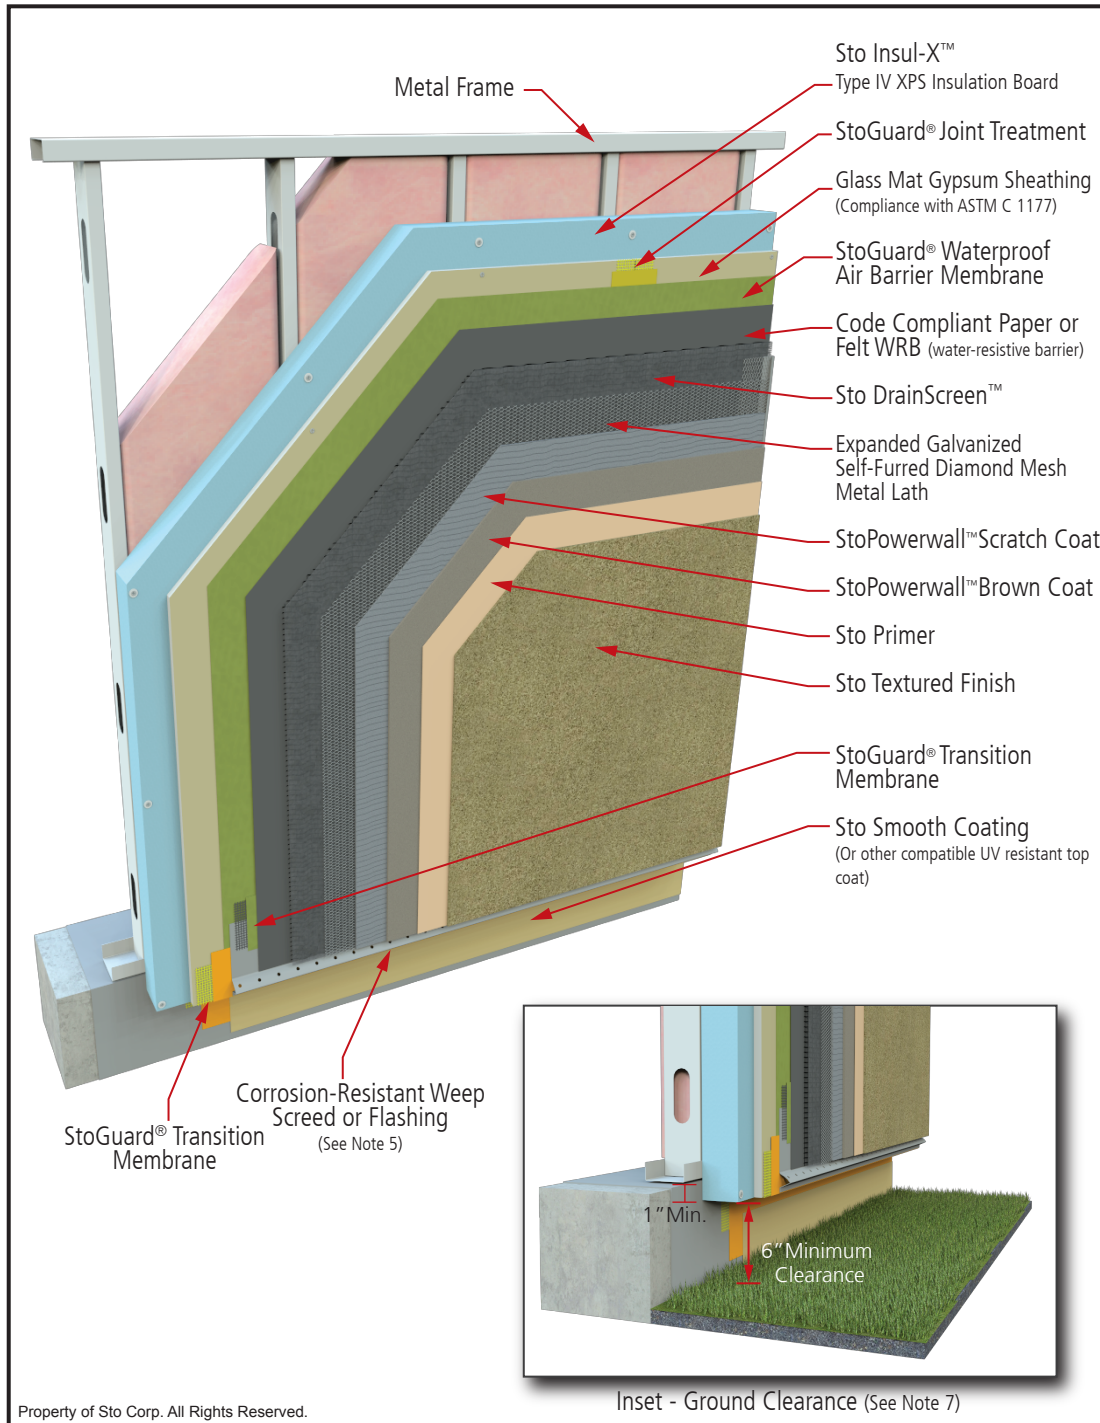 Metal Frame
Sto Insul-X™
Type IV XPS Insulation Board
StoGuard® Joint Treatment
Glass Mat Gypsum Sheathing
(Compliance with ASTM C 1177)
StoGuard® Waterproof
Air Barrier Membrane
Code Compliant Paper or
Felt WRB (water-resistive barrier)
Sto DrainScreen™
Expanded Galvanized
Self-Furred Diamond Mesh
Metal Lath
StoPowerwall™ Scratch Coat
StoPowerwall™ Brown Coat
Sto Primer
Sto Textured Finish
StoGuard® Transition
Membrane
Sto Smooth Coating
(Or other compatible UV resistant top
coat)
Corrosion-Resistant Weep
Screed or Flashing
(See Note 5)
StoGuard® Transition
Membrane
1” Min.
6” Minimum
Clearance
Inset - Ground Clearance (See Note 7)
Property of Sto Corp. All Rights Reserved.